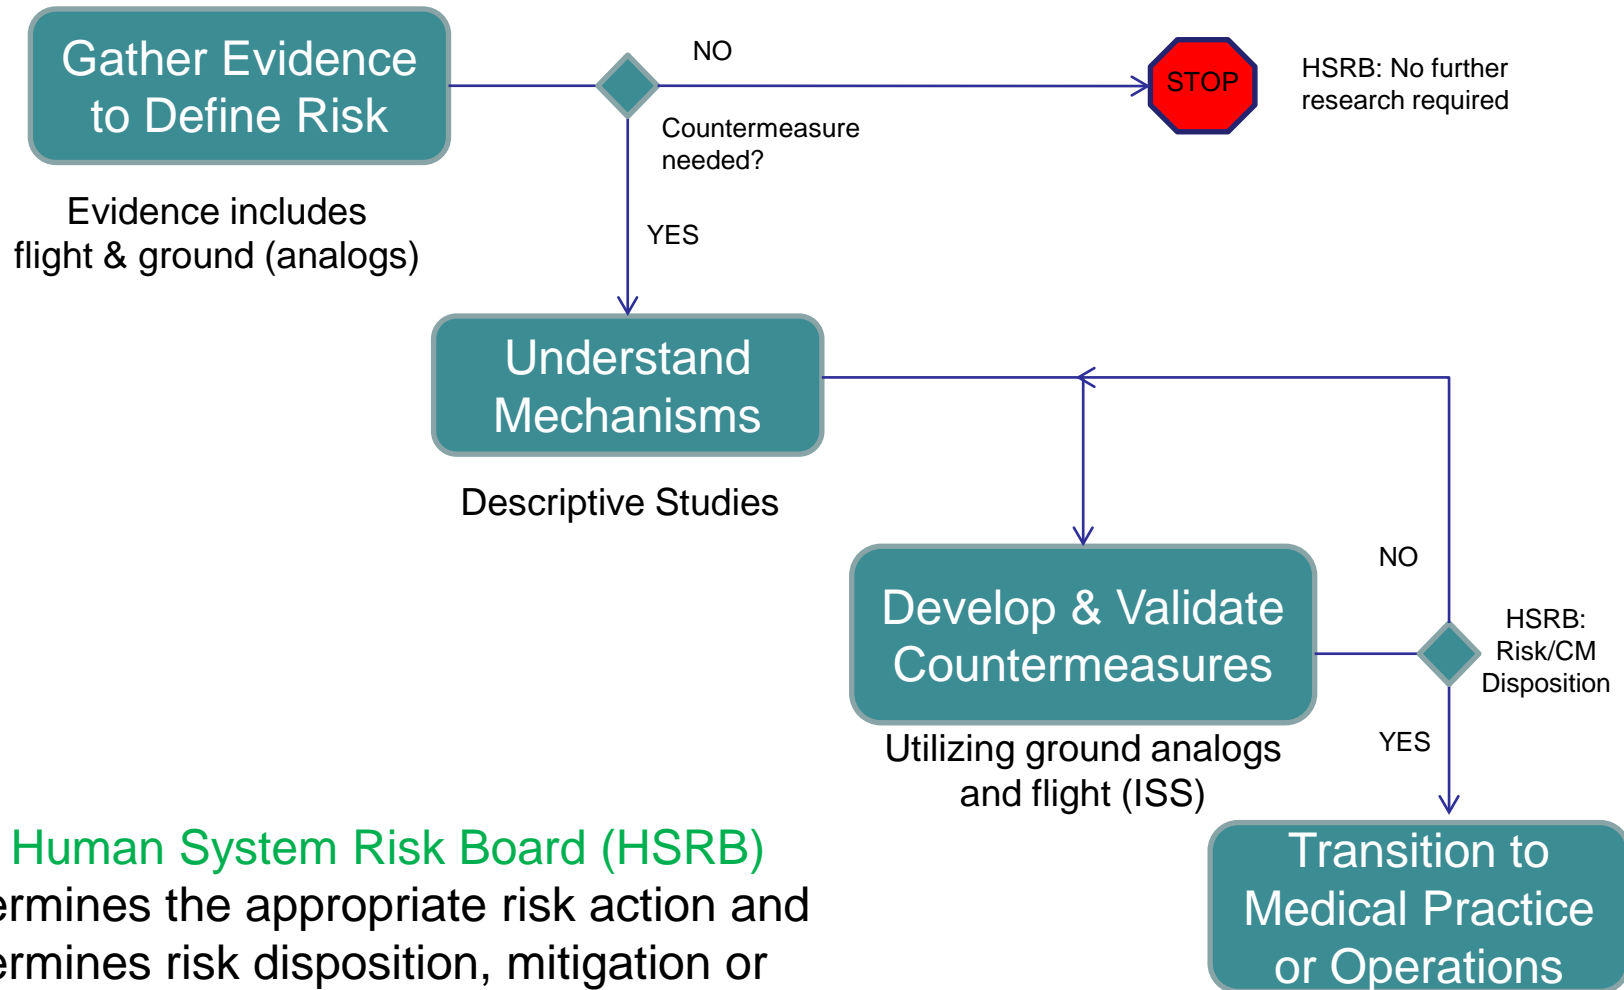 Gather Evidence
to Define Risk
NO
STOP
HSRB: No further
research required
Countermeasure
needed?
Evidence includes
flight & ground (analogs)
YES
Understand
Mechanisms
Descriptive Studies
NO
Develop & Validate
Countermeasures
HSRB:
Risk/CM
Disposition
Utilizing ground analogs
and flight (ISS)
YES
Transition to
Medical Practice
or Operations
Human System Risk Board (HSRB)
ermines the appropriate risk action and
ermines risk disposition, mitigation or